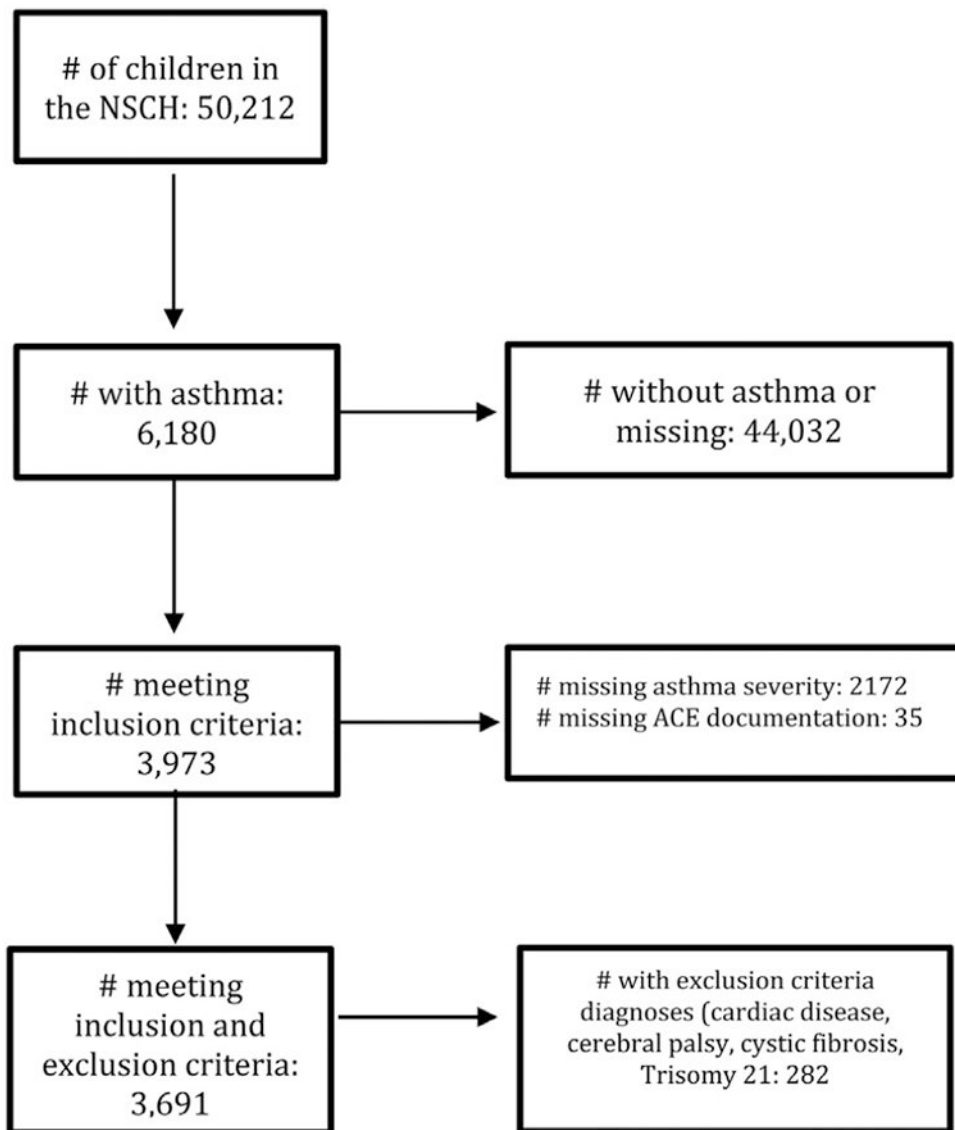 # of children in
the NSCH: 50,212
# with asthma:
6,180
# without asthma or
missing: 44,032
# meeting
inclusion criteria:
3,973
# missing asthma severity: 2172
# missing ACE documentation: 35
# meeting
inclusion and
exclusion criteria:
3,691
# with exclusion criteria
diagnoses (cardiac disease,
cerebral palsy, cystic fibrosis,
Trisomy 21: 282